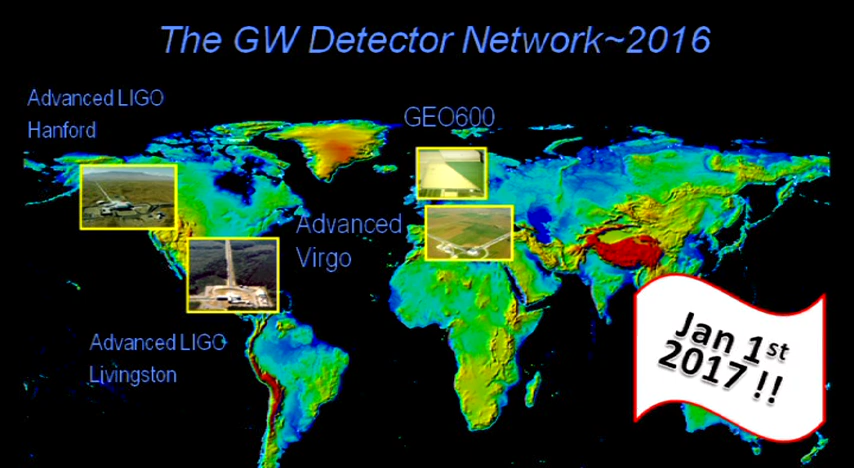 The GW Detector Network~2016
Advanced LIGO
Hanford
GEO600
Advanced
Virgo
Advanced LIGO
Livingston
Jan 1st
2017 !!